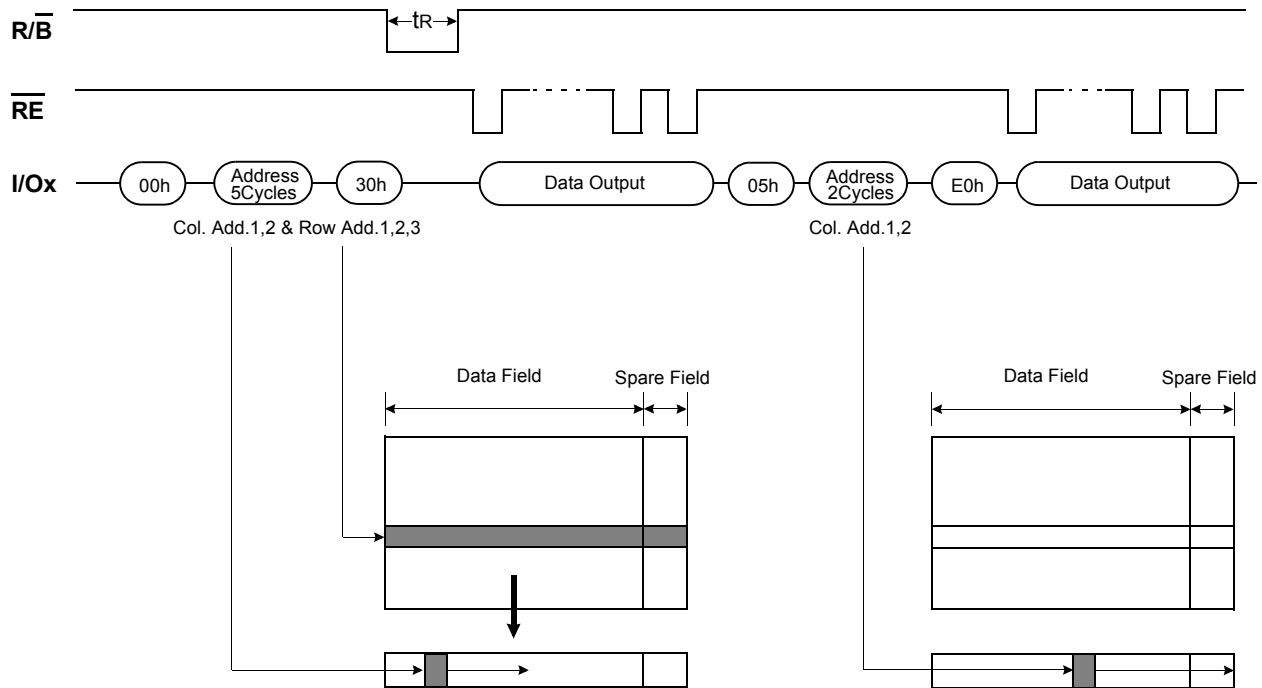 R/B̅
tR
R̅E̅
I/Ox
00h
Address
5Cycles
30h
Data Output
05h
Address
2Cycles
E0h
Data Output
Col. Add.1,2 & Row Add.1,2,3
Col. Add.1,2
Data Field
Spare Field
Data Field
Spare Field